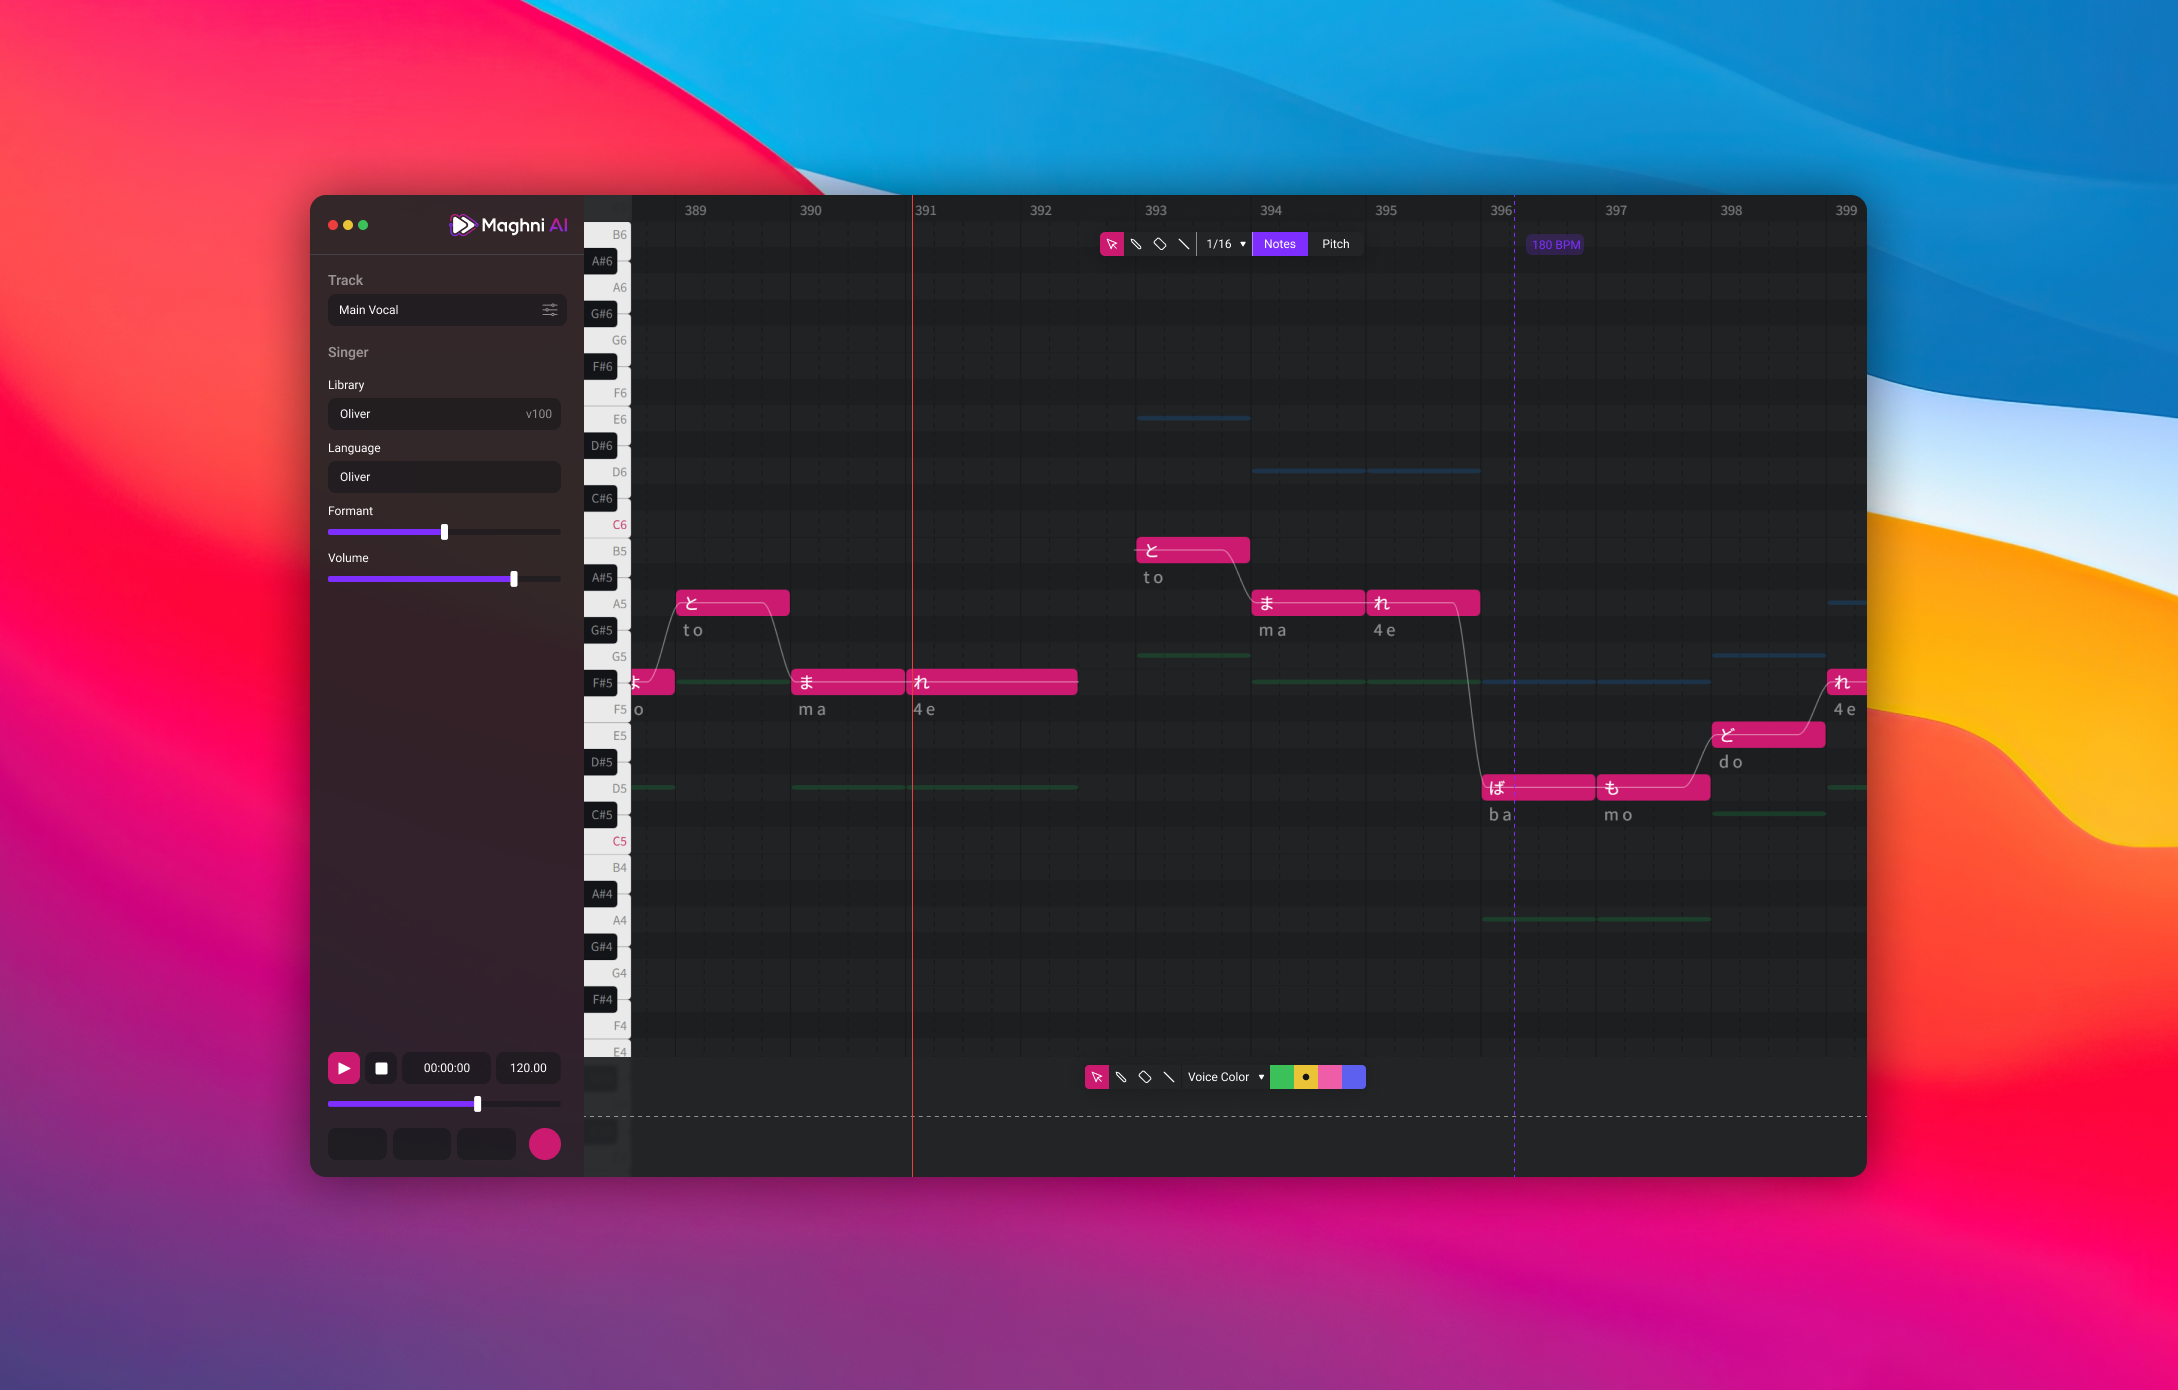 Maghni AI
Track
Main Vocal
Singer
Library
Oliver v100
Language
Oliver
Formant
Volume
00:00:00 120.00
389 390 391 392 393 394 395 396 397 398 399
1/16 ▾ Notes Pitch
180 BPM
B6
A#6
A6
G#6
G6
F#6
F6
E6
D#6
D6
C#6
C6
B5
A#5
A5
G#5
G5
F#5
F5
E5
D#5
D5
C#5
C5
B4
A#4
A4
G#4
G4
F#4
F4
E4
と
to
ま れ
ma 4e
と
to
よ と ま れ
o to ma 4e
ば も
ba mo
ど
do
れ
4e
Voice Color ▾